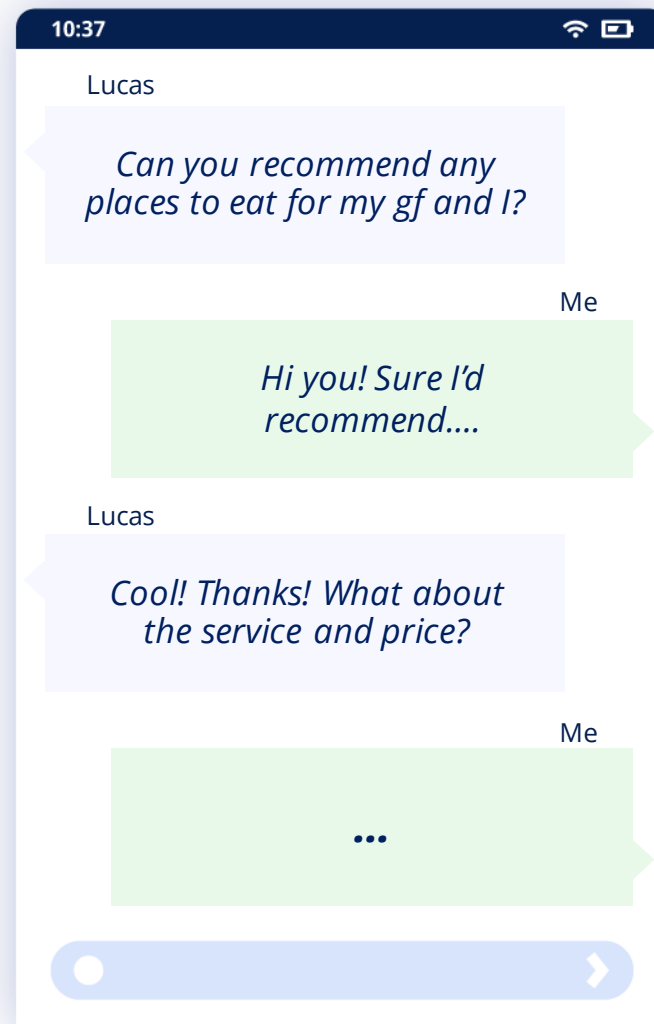 10:37
Lucas
Can you recommend any
places to eat for my gf and I?
Me
Hi you! Sure I’d
recommend....
Lucas
Cool! Thanks! What about
the service and price?
Me
...